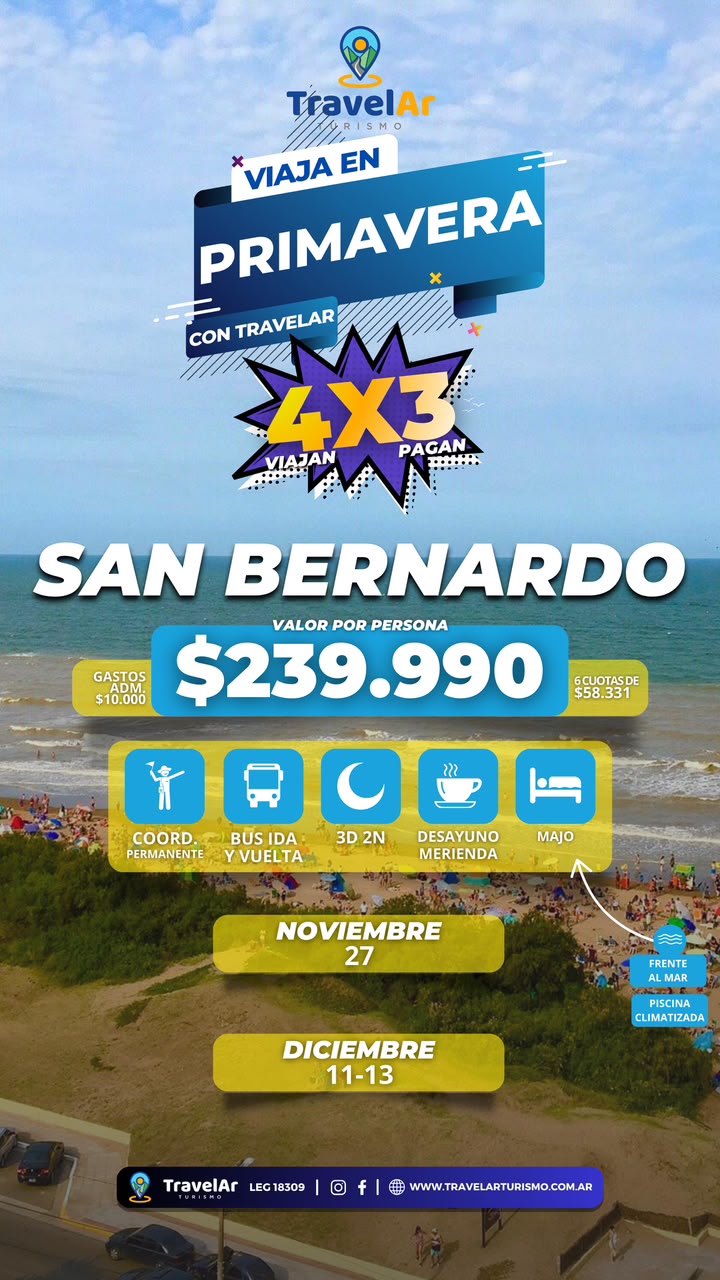 TravelAr
TURISMO
VIAJA EN
PRIMAVERA
CON TRAVELAR
4X3
VIAJAN PAGAN
SAN BERNARDO
VALOR POR PERSONA
$239.990
GASTOS
ADM.
$10.000
6 CUOTAS DE
$58.331
COORD.
PERMANENTE
BUS IDA
Y VUELTA
3D 2N
DESAYUNO
MERIENDA
MAJO
FRENTE
AL MAR
PISCINA
CLIMATIZADA
NOVIEMBRE
27
DICIEMBRE
11-13
TravelAr
TURISMO
LEG 18309 | | WWW.TRAVELARTURISMO.COM.AR